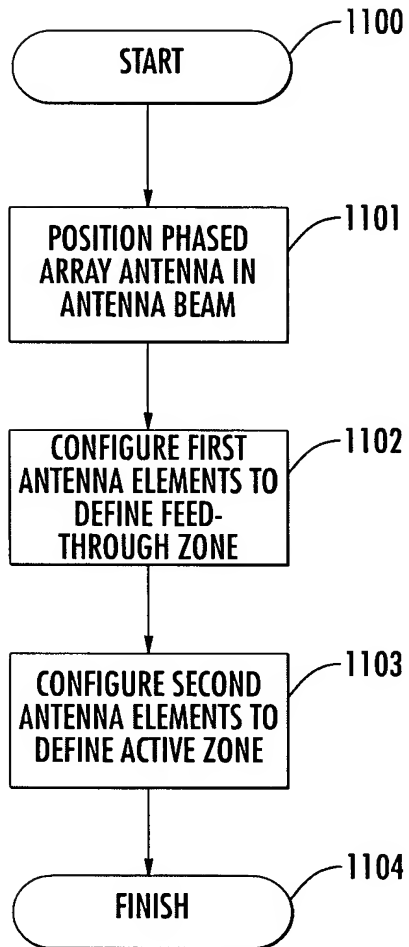 START
1100
POSITION PHASED
ARRAY ANTENNA IN
ANTENNA BEAM
1101
CONFIGURE FIRST
ANTENNA ELEMENTS TO
DEFINE FEED-
THROUGH ZONE
1102
CONFIGURE SECOND
ANTENNA ELEMENTS TO
DEFINE ACTIVE ZONE
1103
FINISH
1104